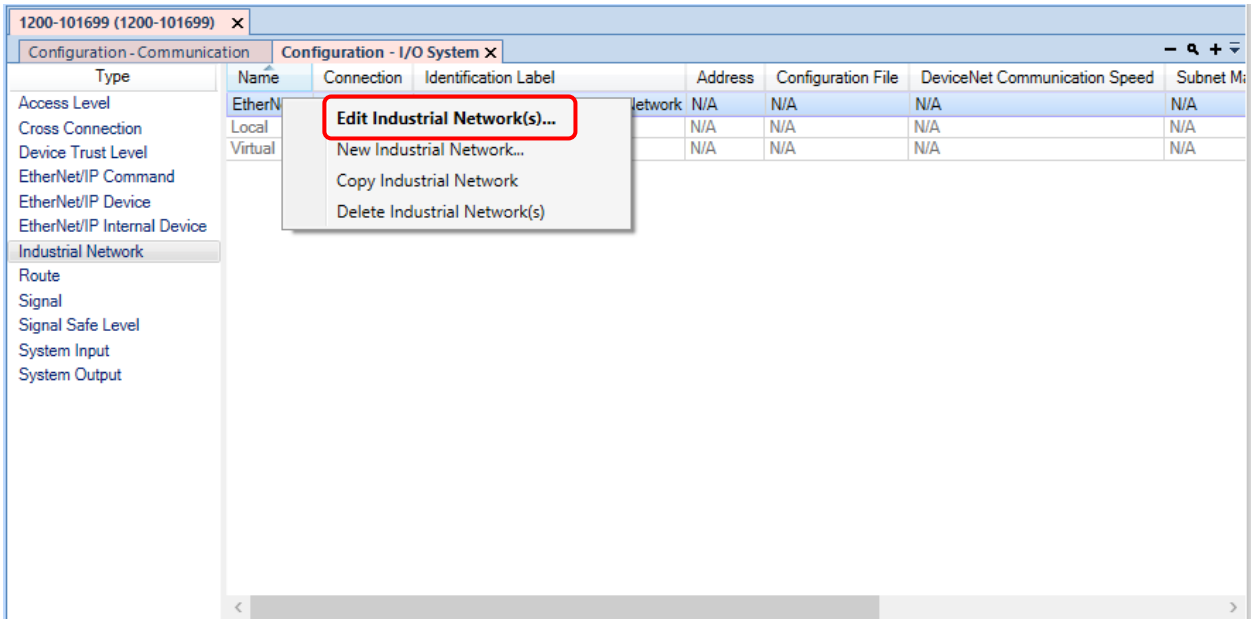 1200-101699 (1200-101699) X
Configuration - Communication Configuration - I/O System X
Type Name Connection Identification Label Address Configuration File DeviceNet Communication Speed Subnet Ma
Access Level EtherN Network N/A N/A N/A N/A
Cross Connection Local N/A N/A N/A N/A
Device Trust Level Virtual N/A N/A N/A N/A
EtherNet/IP Command
EtherNet/IP Device
EtherNet/IP Internal Device
Industrial Network
Route
Signal
Signal Safe Level
System Input
System Output
Edit Industrial Network(s)...
New Industrial Network...
Copy Industrial Network
Delete Industrial Network(s)